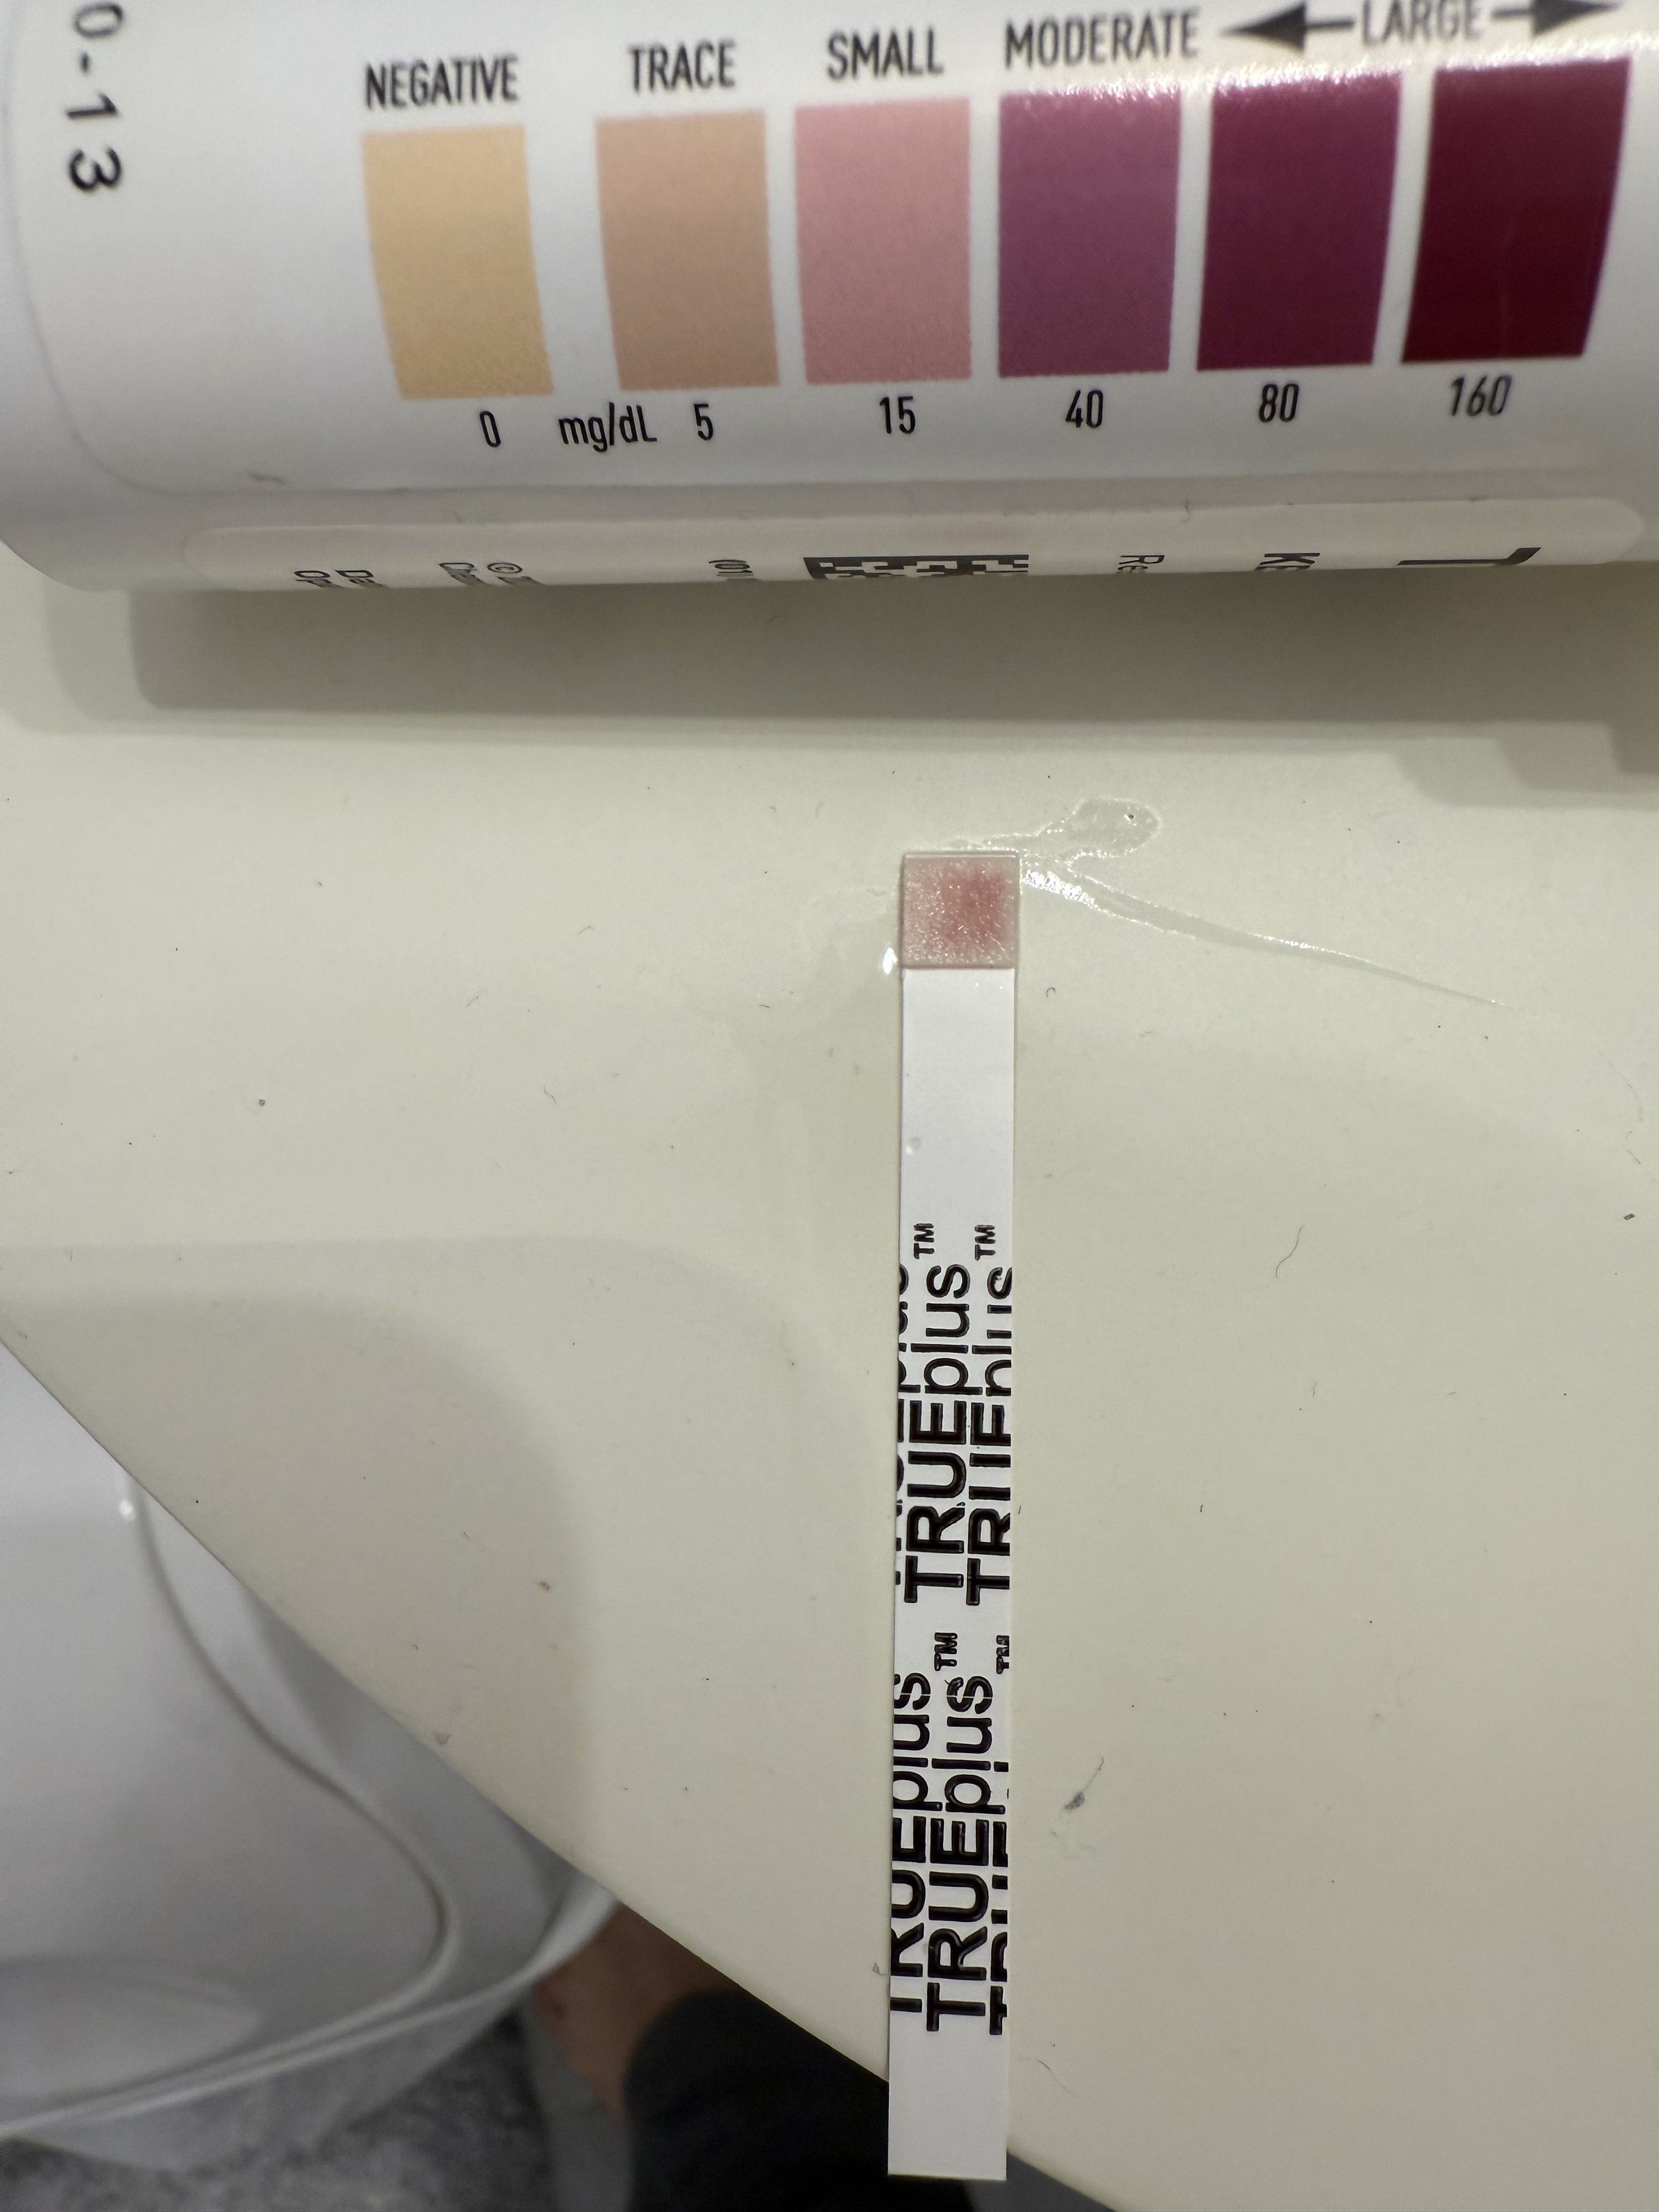 0-13
NEGATIVE TRACE SMALL MODERATE LARGE
0 mg/dL 5 15 40 80 160
TRUEplus™ TRUEplus™
TRUEplus™ TRUEplus™